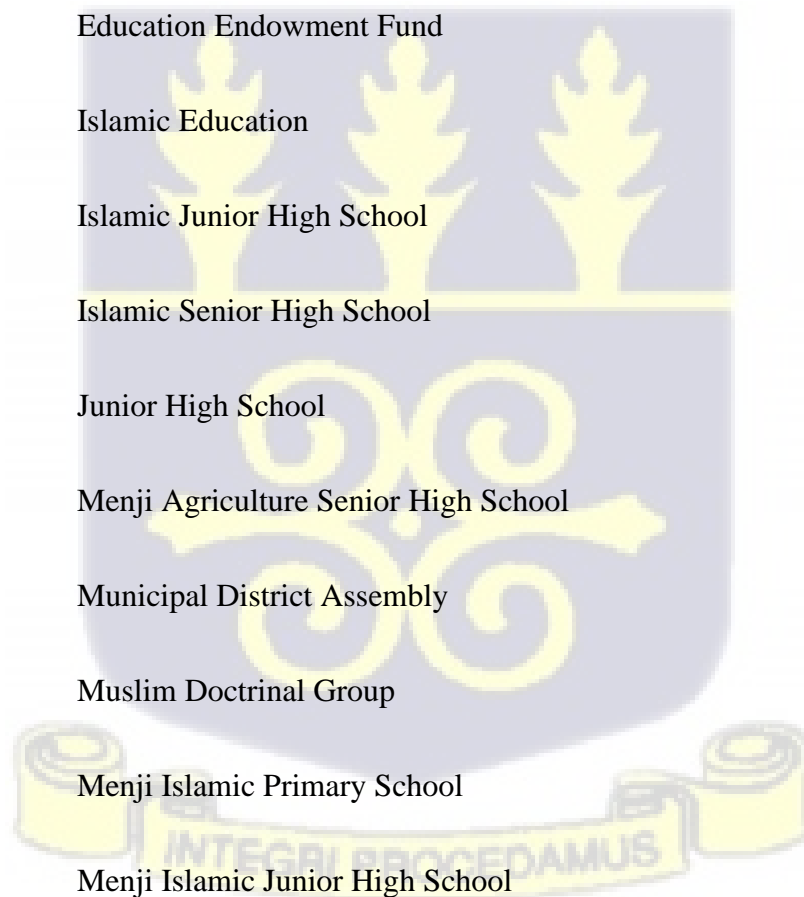 Education Endowment Fund
Islamic Education
Islamic Junior High School
Islamic Senior High School
Junior High School
Menji Agriculture Senior High School
Municipal District Assembly
Muslim Doctrinal Group
Menji Islamic Primary School
INTEGRI PROCEDAMUS
Menji Islamic Junior High School